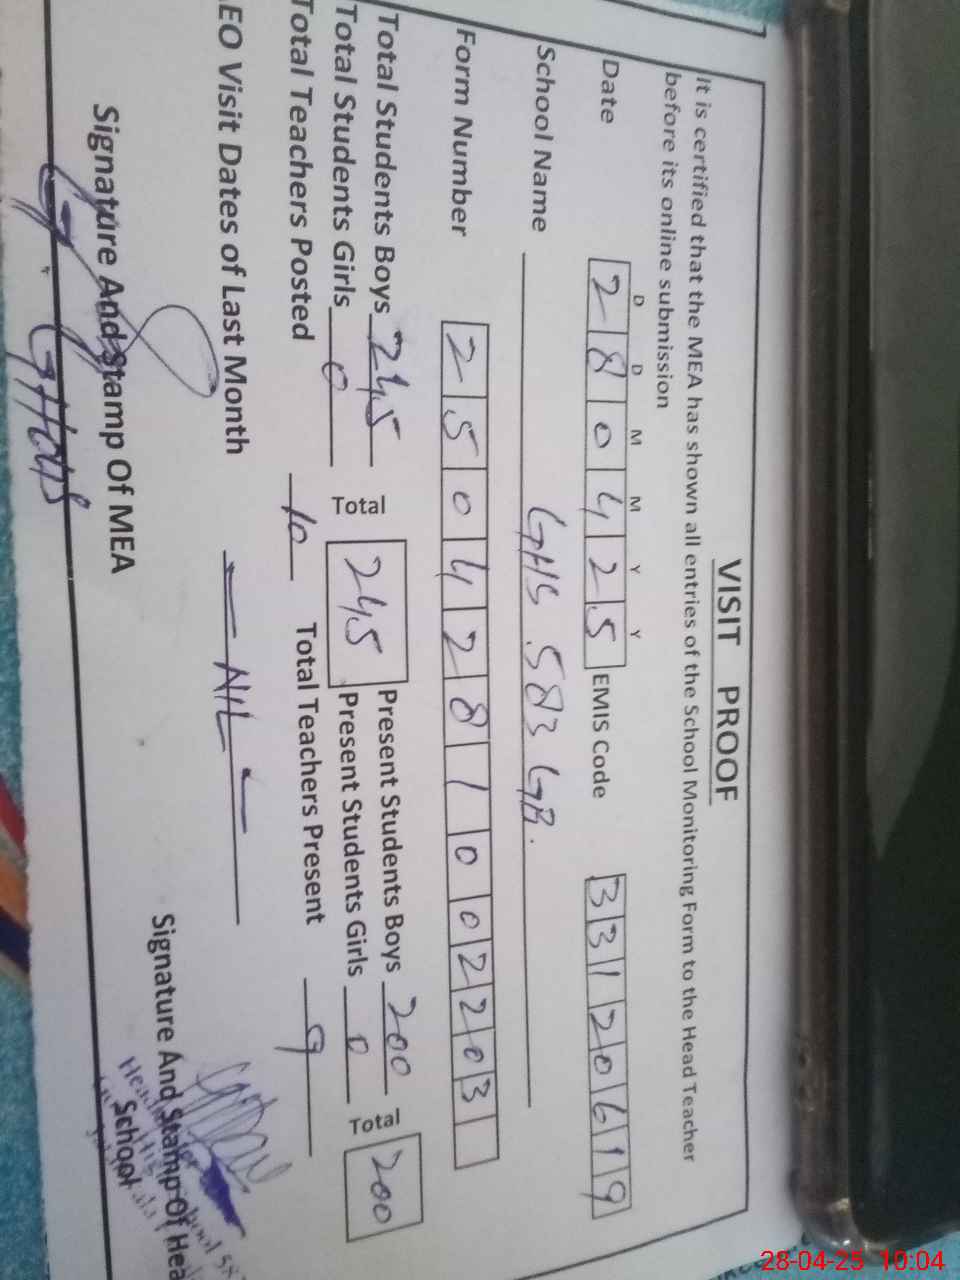 VISIT PROOF
It is certified that the MEA has shown all entries of the School Monitoring Form to the Head Teacher
before its online submission
D D M M Y Y
Date 2 8 0 4 2 5 EMIS Code 3 3 1 2 0 6 1 9
School Name GHS 583 GB.
Form Number 2 5 0 4 2 8 1 0 0 2 2 0 3
Total Students Boys 245 Present Students Boys 200
Total 245 Total 200
Total Students Girls 0 Present Students Girls 0
Total Teachers Posted 10 Total Teachers Present 9
EO Visit Dates of Last Month NIL
Signature And Stamp Of MEA Signature And Stamp Of Hea
School
28-04-25 10:04